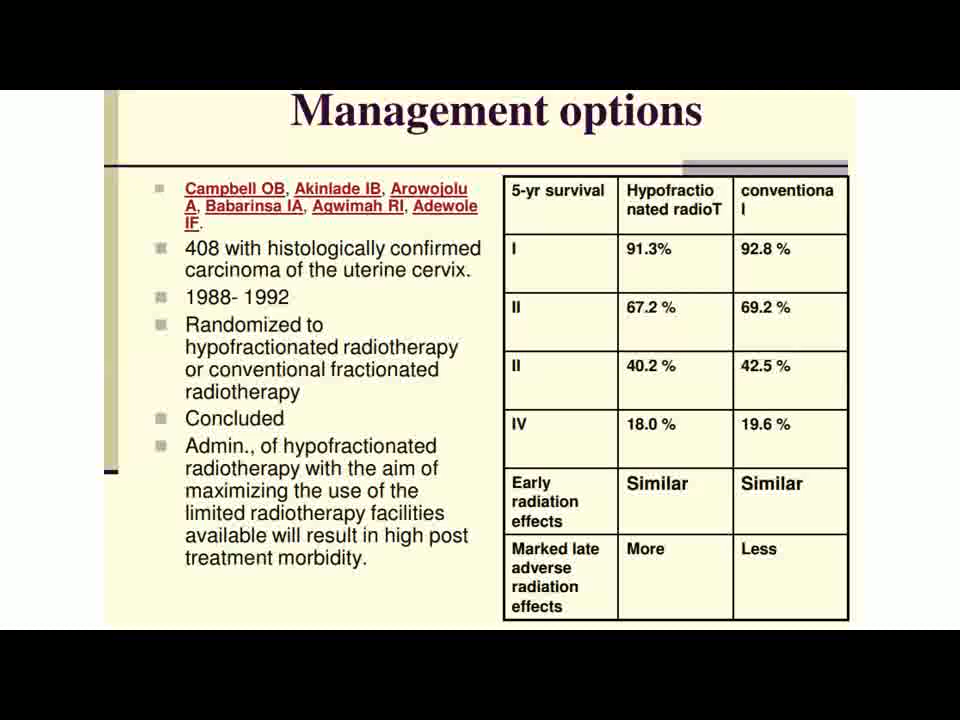 Management options
Campbell OB, Akinlade IB, Arowojolu
A, Babarinsa IA, Agwimah RI, Adewole
IF.
408 with histologically confirmed
carcinoma of the uterine cervix.
1988- 1992
Randomized to
hypofractionated radiotherapy
or conventional fractionated
radiotherapy
Concluded
Admin., of hypofractionated
radiotherapy with the aim of
maximizing the use of the
limited radiotherapy facilities
available will result in high post
treatment morbidity.
5-yr survival Hypofractio conventiona
nated radioT l
I 91.3% 92.8 %
II 67.2 % 69.2 %
II 40.2 % 42.5 %
IV 18.0 % 19.6 %
Early Similar Similar
radiation
effects
Marked late More Less
adverse
radiation
effects